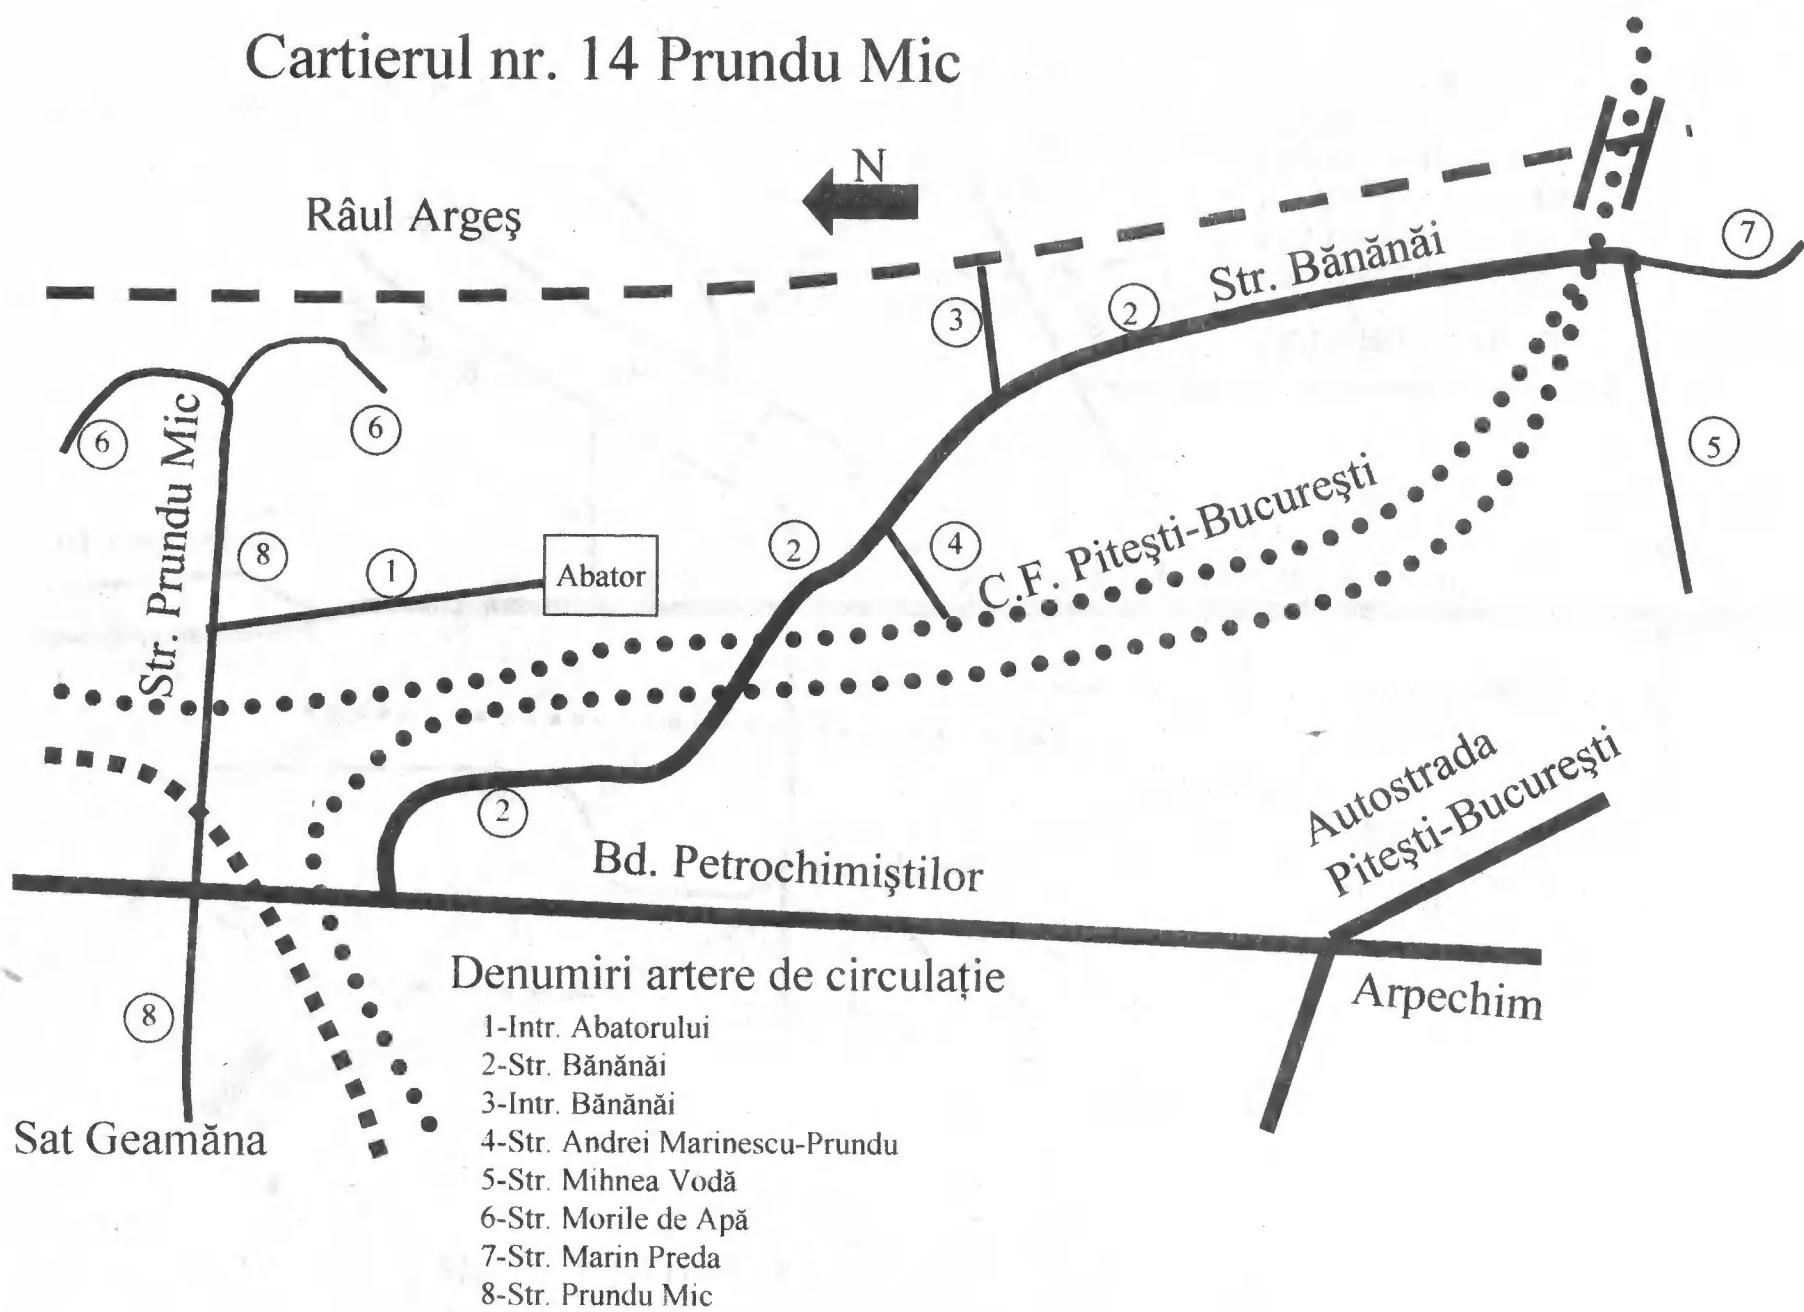 Cartierul nr. 14 Prundu Mic
N
Râul Argeş
7
Str. Bănănăi
3
2
6
6
5
Str. Prundu Mic
8
1
Abator
2
4
C.F. Piteşti-Bucureşti
2
Autostrada
Piteşti-Bucureşti
Bd. Petrochimiştilor
8
Denumiri artere de circulaţie
Arpechim
1-Intr. Abatorului
2-Str. Bănănăi
3-Intr. Bănănăi
Sat Geamăna
4-Str. Andrei Marinescu-Prundu
5-Str. Mihnea Vodă
6-Str. Morile de Apă
7-Str. Marin Preda
8-Str. Prundu Mic